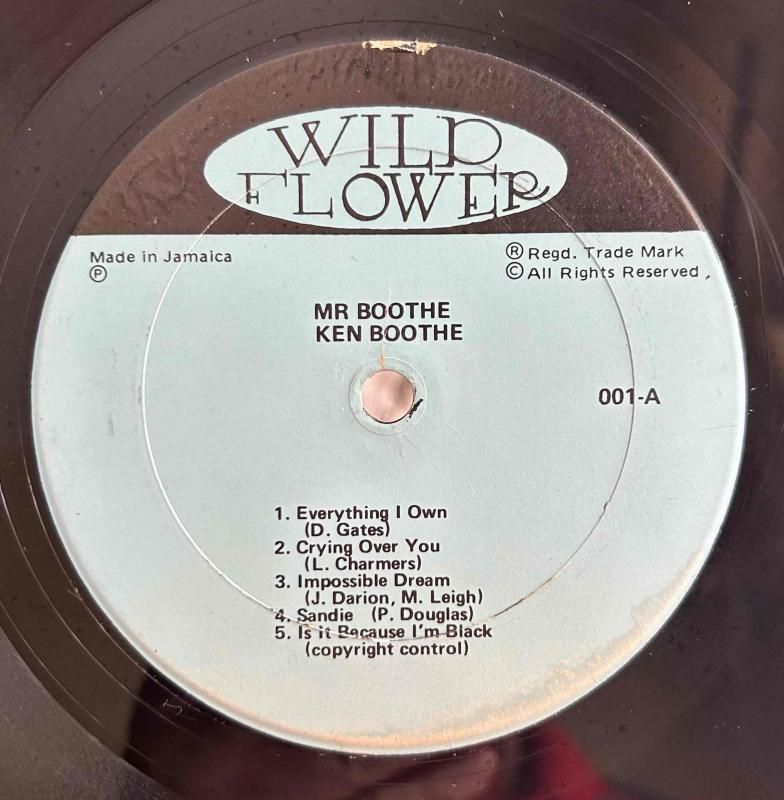 WILD
FLOWER
Made in Jamaica
Ⓟ
® Regd. Trade Mark
© All Rights Reserved
MR BOOTHE
KEN BOOTHE
001-A
1. Everything I Own
(D. Gates)
2. Crying Over You
(L. Charmers)
3. Impossible Dream
(J. Darion, M. Leigh)
4. Sandie (P. Douglas)
5. Is it Because I'm Black
(copyright control)